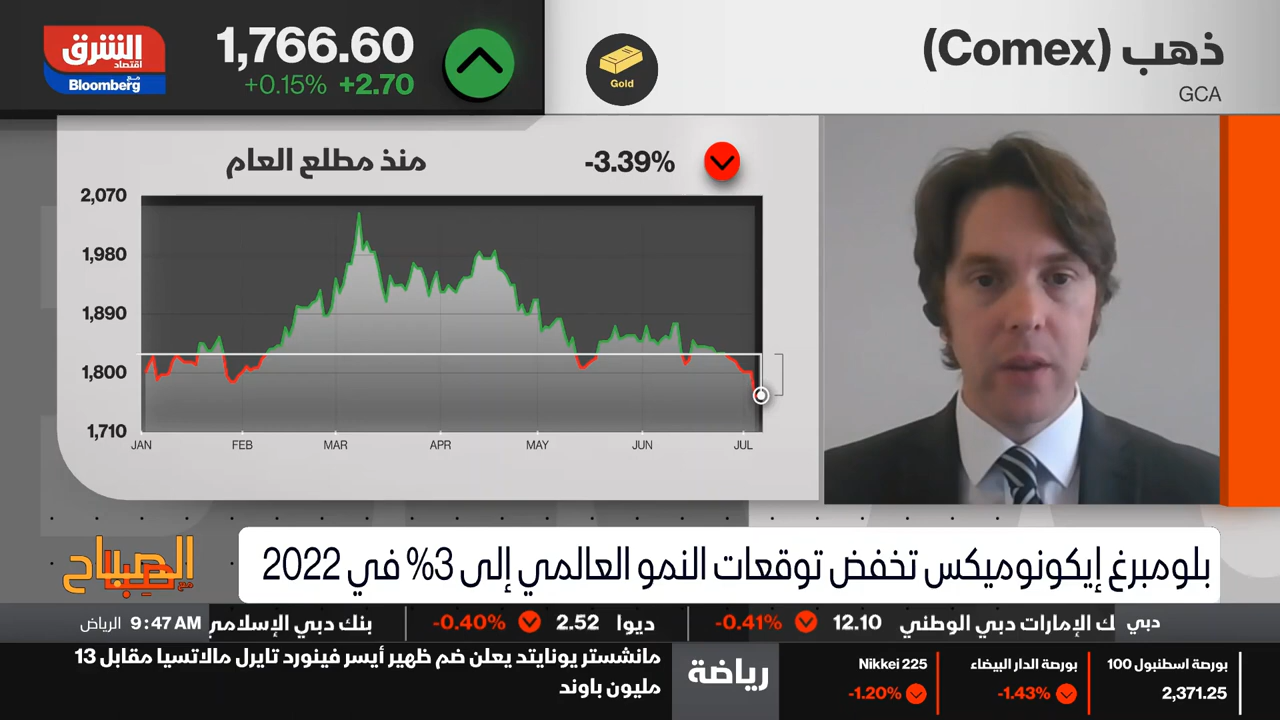 الشرق
اقتصاد
مع
Bloomberg
1,766.60
+0.15% +2.70
Gold
ذهب (Comex)
GCA
منذ مطلع العام
-3.39%
2,070
1,980
1,890
1,800
1,710
JAN FEB MAR APR MAY JUN JUL
بلومبرغ إيكونوميكس تخفض توقعات النمو العالمي إلى 3% في 2022
الصباح
مع
دبي
ك الإمارات دبي الوطني 12.10 -0.41%
ديوا 2.52 -0.40%
بنك دبي الإسلامي
9:47 AM الرياض
بورصة اسطنبول 100
2,371.25
بورصة الدار البيضاء
-1.43%
Nikkei 225
-1.20%
رياضة
مانشستر يونايتد يعلن ضم ظهير أيسر فينورد تايرل مالاتسيا مقابل 13
مليون باوند